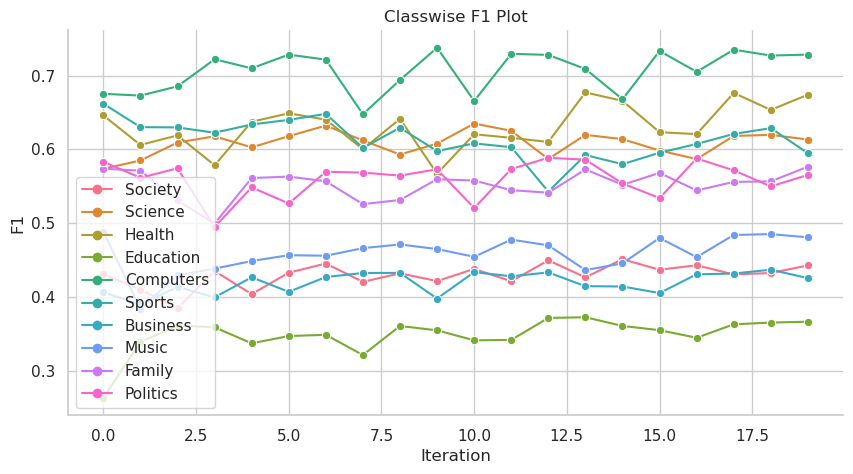 Classwise F1 Plot
F1
0.7
0.6
0.5
0.4
0.3
Society
Science
Health
Education
Computers
Sports
Business
Music
Family
Politics
0.0 2.5 5.0 7.5 10.0 12.5 15.0 17.5
Iteration